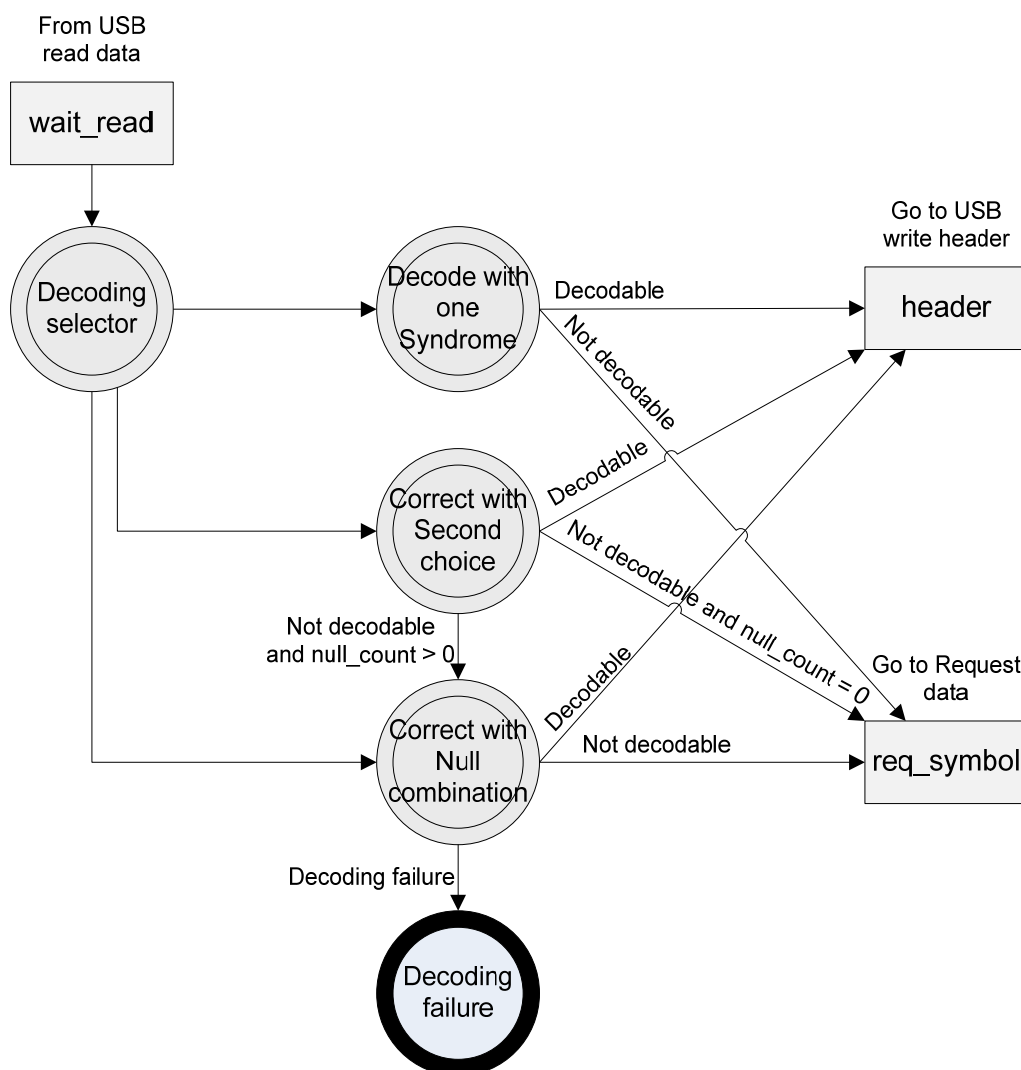 From USB
read data
wait_read
Go to USB
write header
Decoding
selector
Decode with
one
Syndrome
Decodable
header
Not decodable
Decodable
Correct with
Second
choice
Not decodable and null_count = 0
Not decodable
and null_count > 0
Go to Request
data
Decodable
Correct with
Null
combination
Not decodable
req_symbol
Decoding failure
Decoding
failure